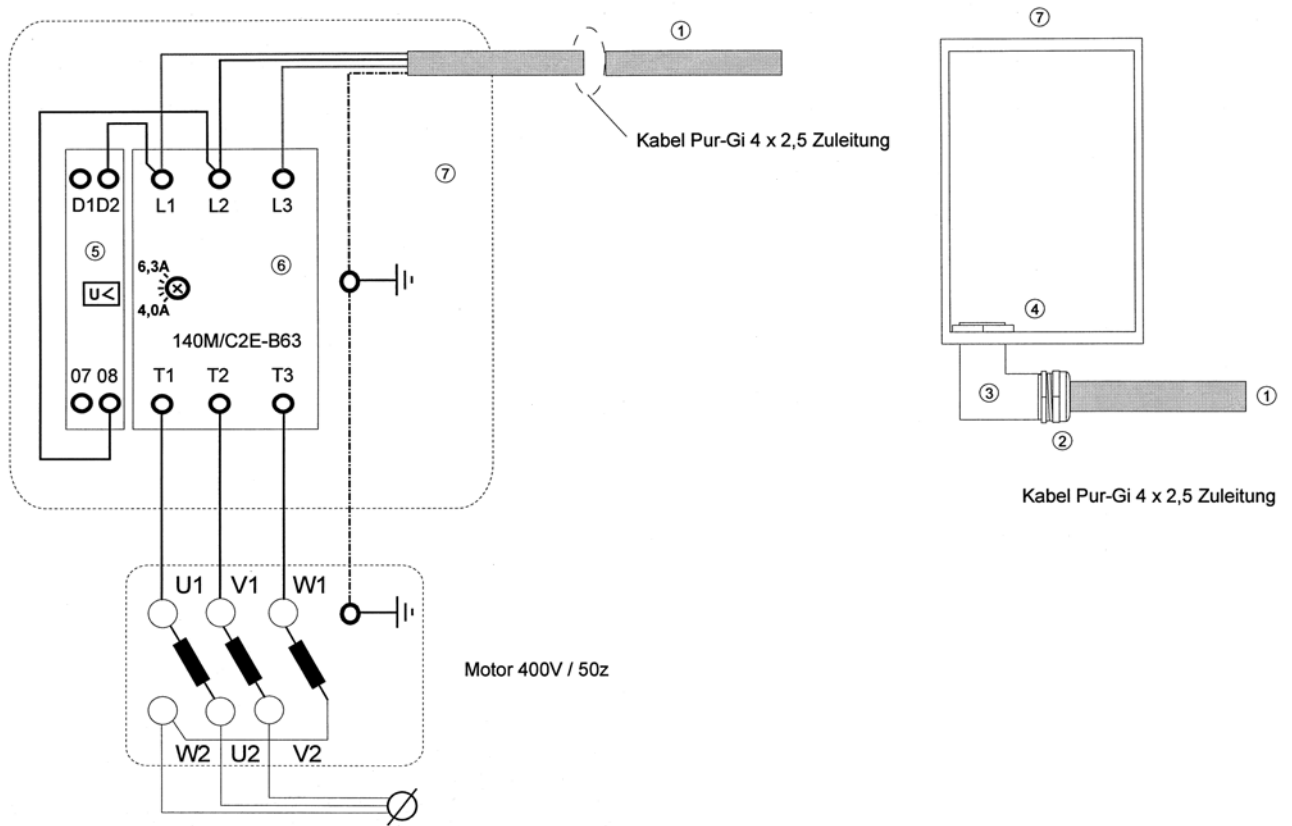 ①
⑦
Kabel Pur-Gi 4 x 2,5 Zuleitung
⑦
D1 D2 L1 L2 L3
⑤
⑥
6,3A
U<
4,0A
140M/C2E-B63
07 08 T1 T2 T3
④
③
①
②
Kabel Pur-Gi 4 x 2,5 Zuleitung
U1 V1 W1
Motor 400V / 50z
W2 U2 V2